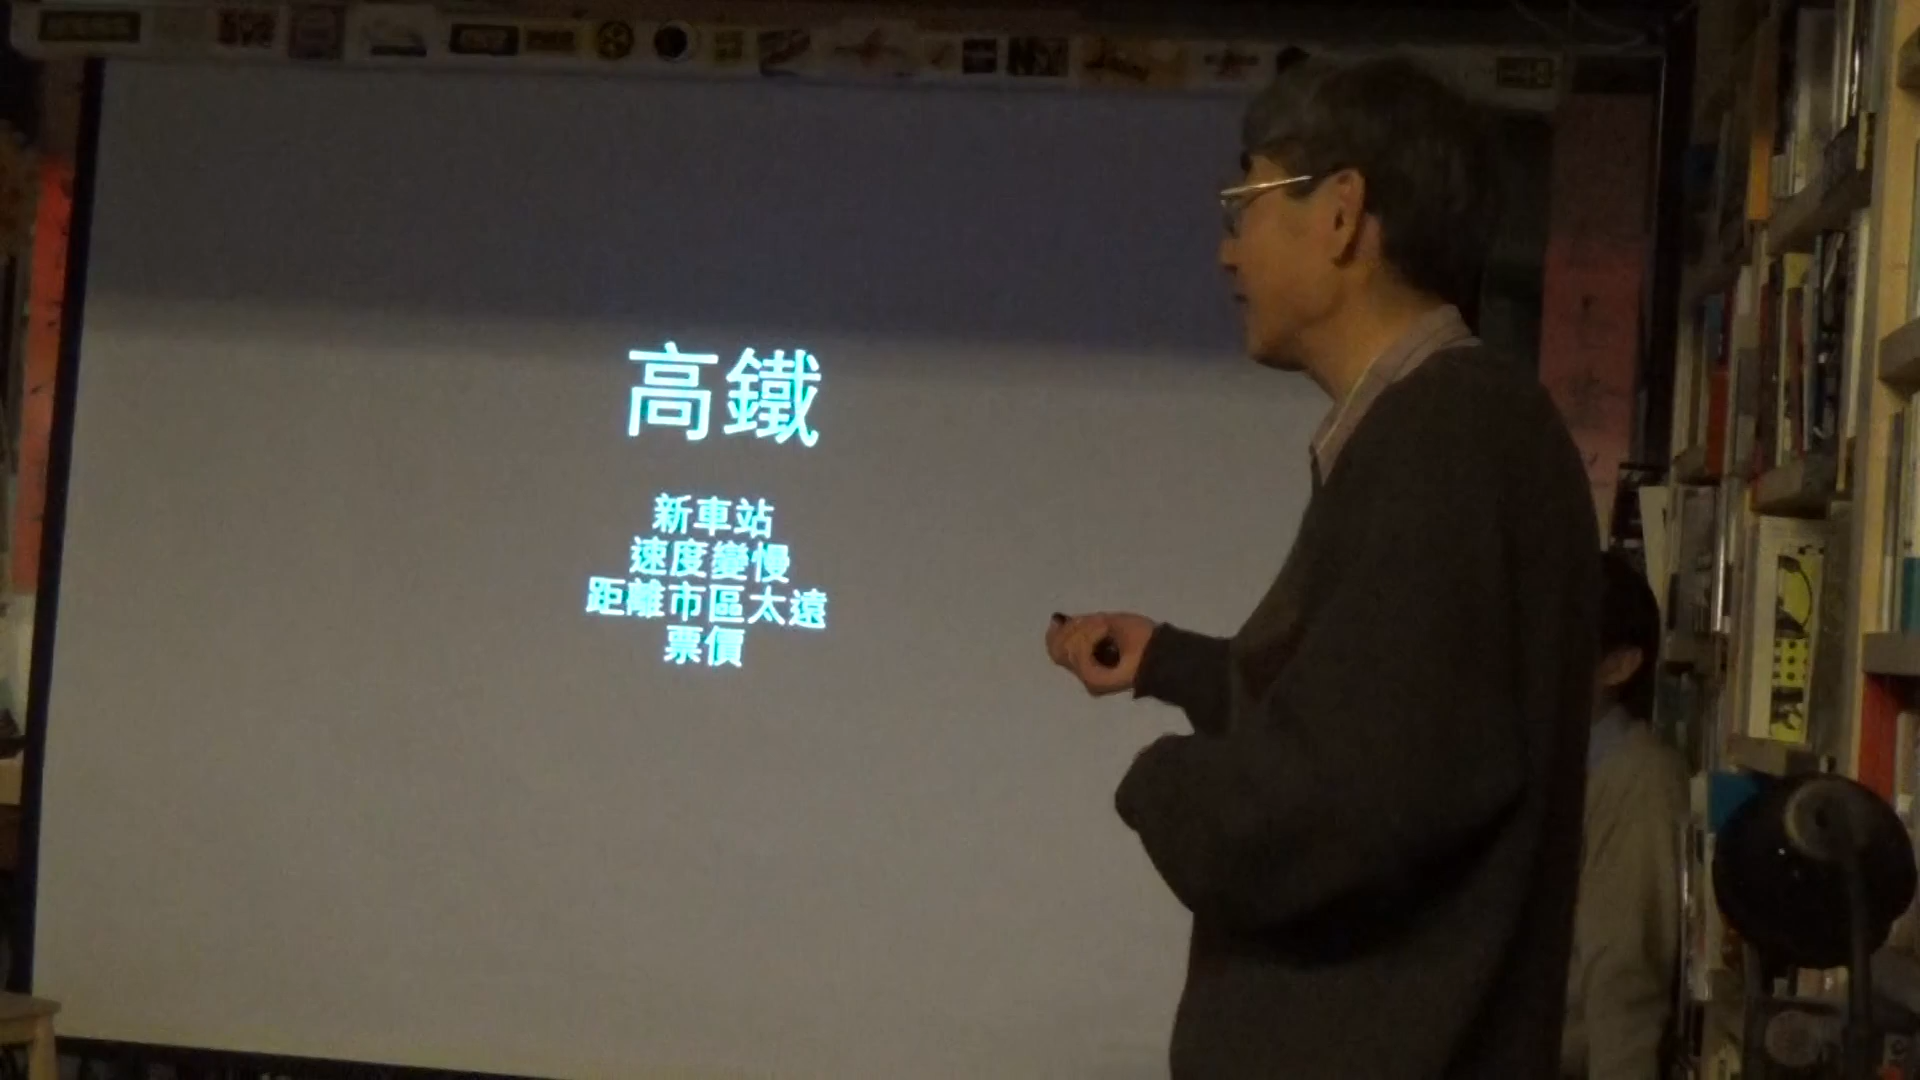 高鐵
新車站
速度變慢
距離市區太遠
票價